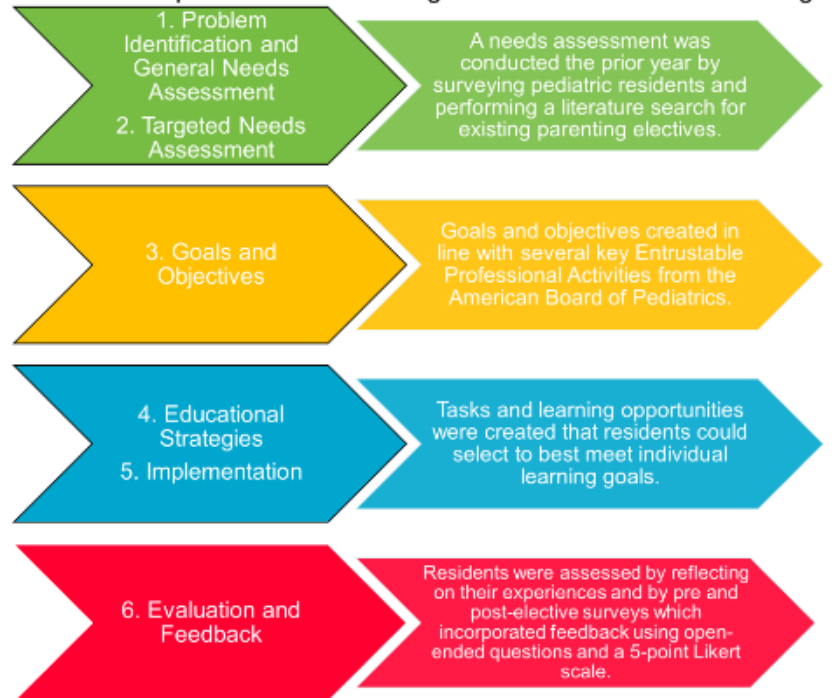 1. Problem
Identification and
General Needs
Assessment
2. Targeted Needs
Assessment
A needs assessment was
conducted the prior year by
surveying pediatric residents and
performing a literature search for
existing parenting electives.
3. Goals and
Objectives
Goals and objectives created in
line with several key Entrustable
Professional Activities from the
American Board of Pediatrics.
4. Educational
Strategies
5. Implementation
Tasks and learning opportunities
were created that residents could
select to best meet individual
learning goals.
6. Evaluation and
Feedback
Residents were assessed by reflecting
on their experiences and by pre and
post-elective surveys which
incorporated feedback using open-
ended questions and a 5-point Likert
scale.